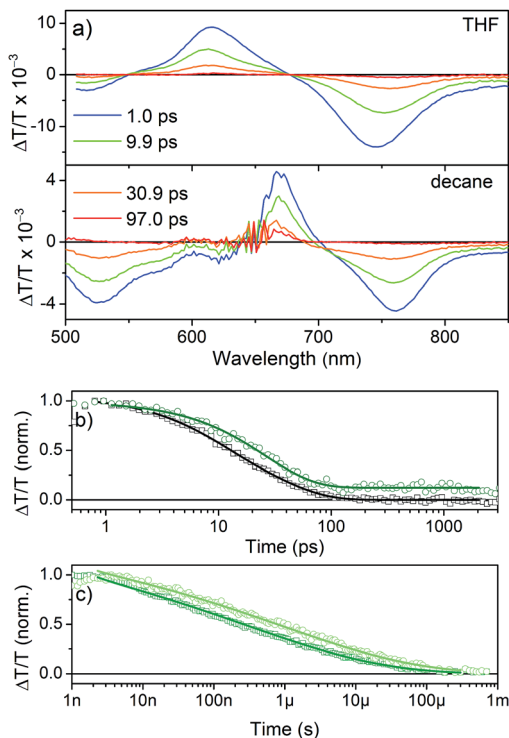 a)
THF
10
0
-10
ΔT/T x 10⁻³
1.0 ps
9.9 ps
decane
4
0
-4
ΔT/T x 10⁻³
30.9 ps
97.0 ps
500 600 700 800
Wavelength (nm)
b)
1.0
0.5
0.0
ΔT/T (norm.)
1 10 100 1000
Time (ps)
c)
1.0
0.5
0.0
ΔT/T (norm.)
1n 10n 100n 1µ 10µ 100µ 1m
Time (s)